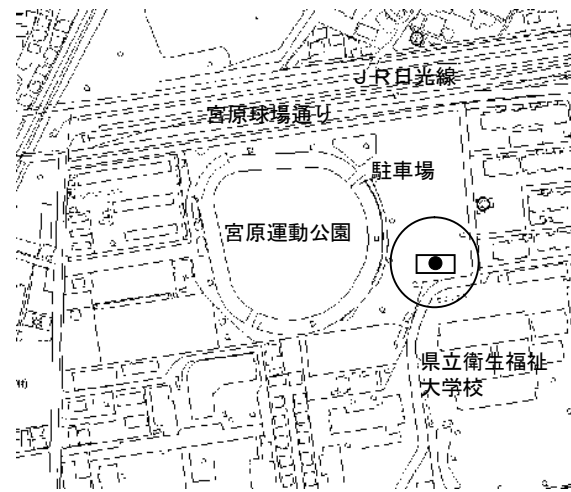 JR日光線
宮原球場通り
駐車場
宮原運動公園
県立衛生福祉
大学校